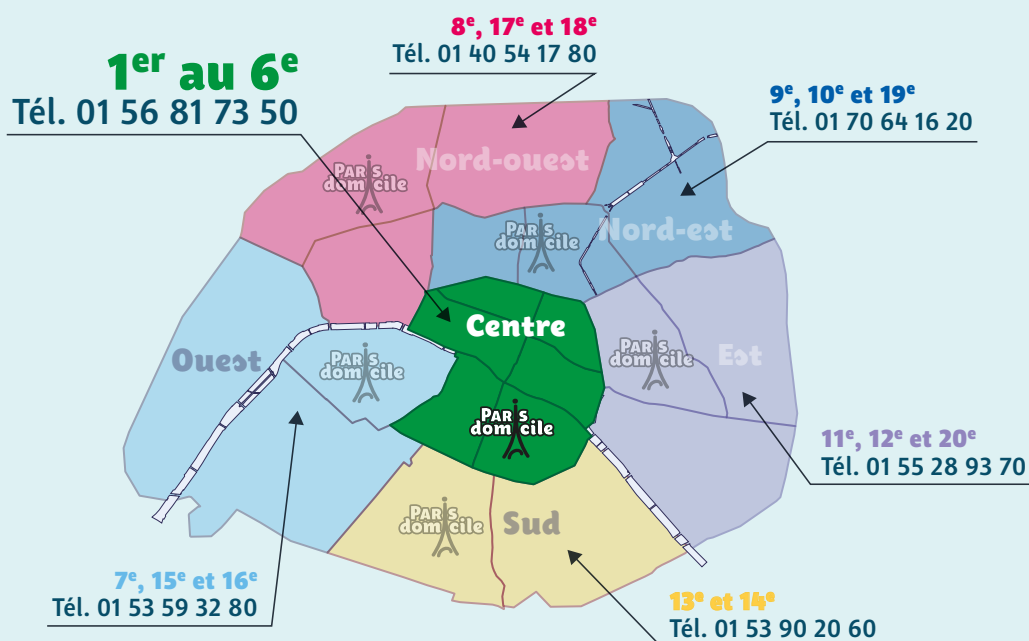 8e, 17e et 18e
Tél. 01 40 54 17 80
1er au 6e
Tél. 01 56 81 73 50
9e, 10e et 19e
Tél. 01 70 64 16 20
Nord-ouest
PARIS
domicile
Nord-est
PARIS
domicile
Centre
Ouest
PARIS
domicile
Est
PARIS
domicile
PARIS
domicile
11e, 12e et 20e
Tél. 01 55 28 93 70
Sud
PARIS
domicile
7e, 15e et 16e
Tél. 01 53 59 32 80
13e et 14e
Tél. 01 53 90 20 60